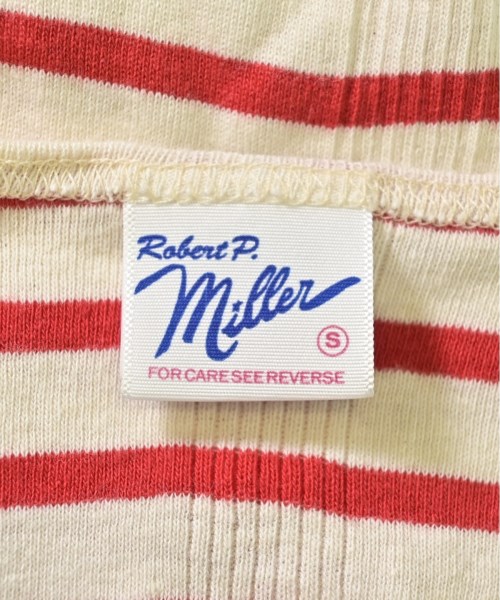 Robert P.
Miller
S
FOR CARE SEE REVERSE